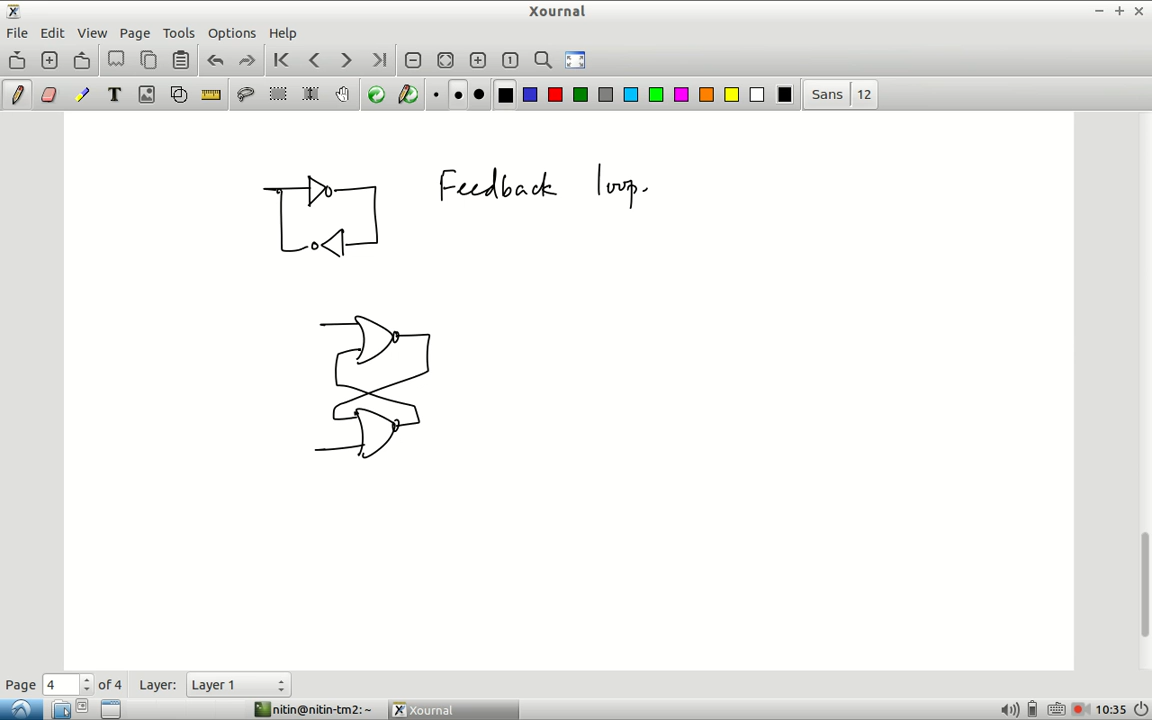 Xournal
File Edit View Page Tools Options Help
Sans 12
Feedback loop.
Page 4 of 4 Layer: Layer 1
nitin@nitin-tm2: ~ Xournal 10:35